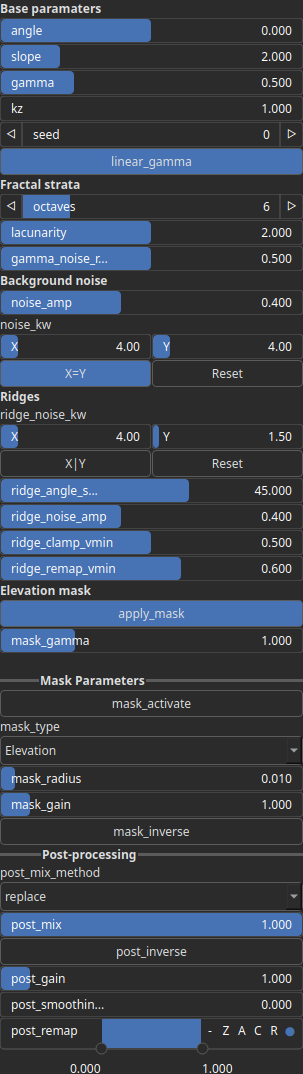 Base paramaters
angle 0.000
slope 2.000
gamma 0.500
kz 1.000
seed 0
linear_gamma
Fractal strata
octaves 6
lacunarity 2.000
gamma_noise_r... 0.500
Background noise
noise_amp 0.400
noise_kw
X 4.00 Y 4.00
X=Y Reset
Ridges
ridge_noise_kw
X 4.00 Y 1.50
X|Y Reset
ridge_angle_s... 45.000
ridge_noise_amp 0.400
ridge_clamp_vmin 0.500
ridge_remap_vmin 0.600
Elevation mask
apply_mask
mask_gamma 1.000
Mask Parameters
mask_activate
mask_type
Elevation
mask_radius 0.010
mask_gain 1.000
mask_inverse
Post-processing
post_mix_method
replace
post_mix 1.000
post_inverse
post_gain 1.000
post_smoothin... 0.000
post_remap - Z A C R
0.000 1.000